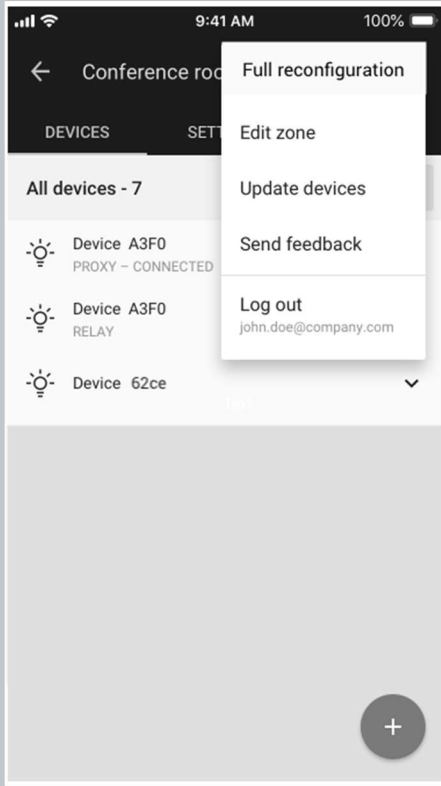 9:41 AM
100%
Conference roo
Full reconfiguration
DEVICES
SETT
Edit zone
All devices - 7
Update devices
Device A3F0
PROXY – CONNECTED
Send feedback
Device A3F0
RELAY
Log out
john.doe@company.com
Device 62ce